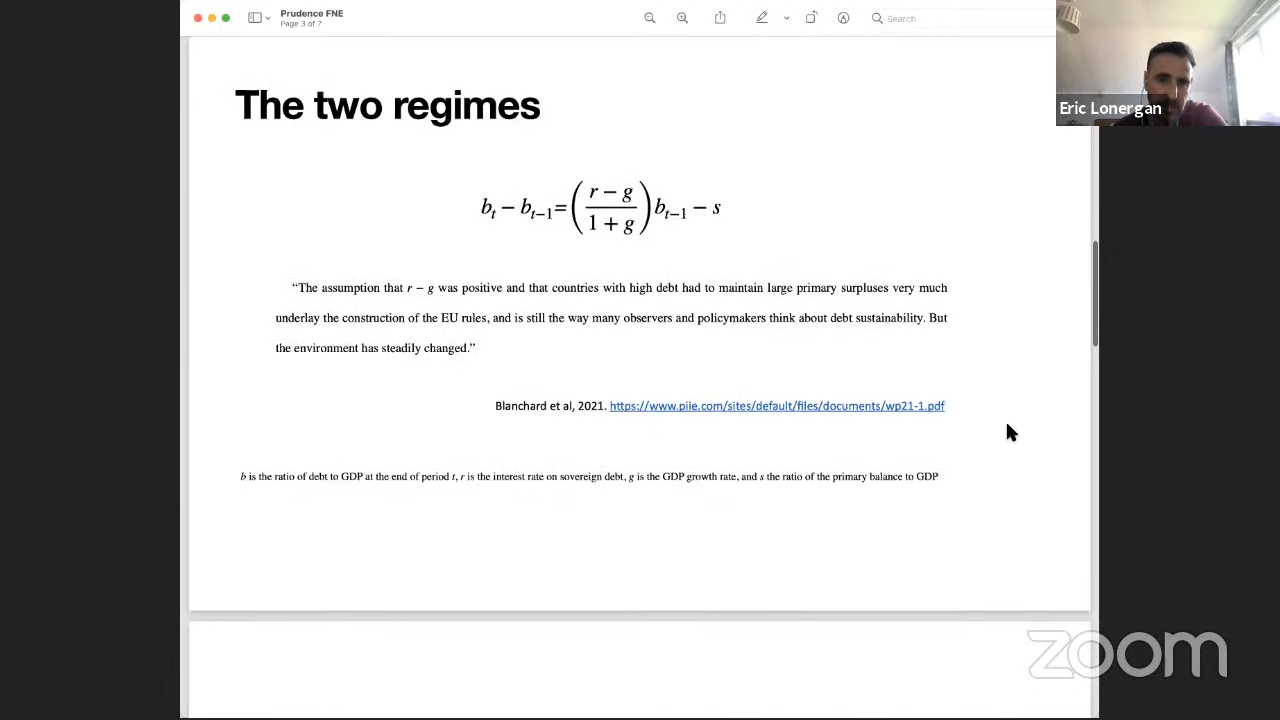 Prudence FNE
Page 3 of 7
Search
Eric Lonergan
The two regimes
b_t − b_{t−1}=((r − g)/(1 + g))b_{t−1} − s
“The assumption that r − g was positive and that countries with high debt had to maintain large primary surpluses very much
underlay the construction of the EU rules, and is still the way many observers and policymakers think about debt sustainability. But
the environment has steadily changed.”
Blanchard et al, 2021. https://www.piie.com/sites/default/files/documents/wp21-1.pdf
b is the ratio of debt to GDP at the end of period t, r is the interest rate on sovereign debt, g is the GDP growth rate, and s the ratio of the primary balance to GDP
zoom